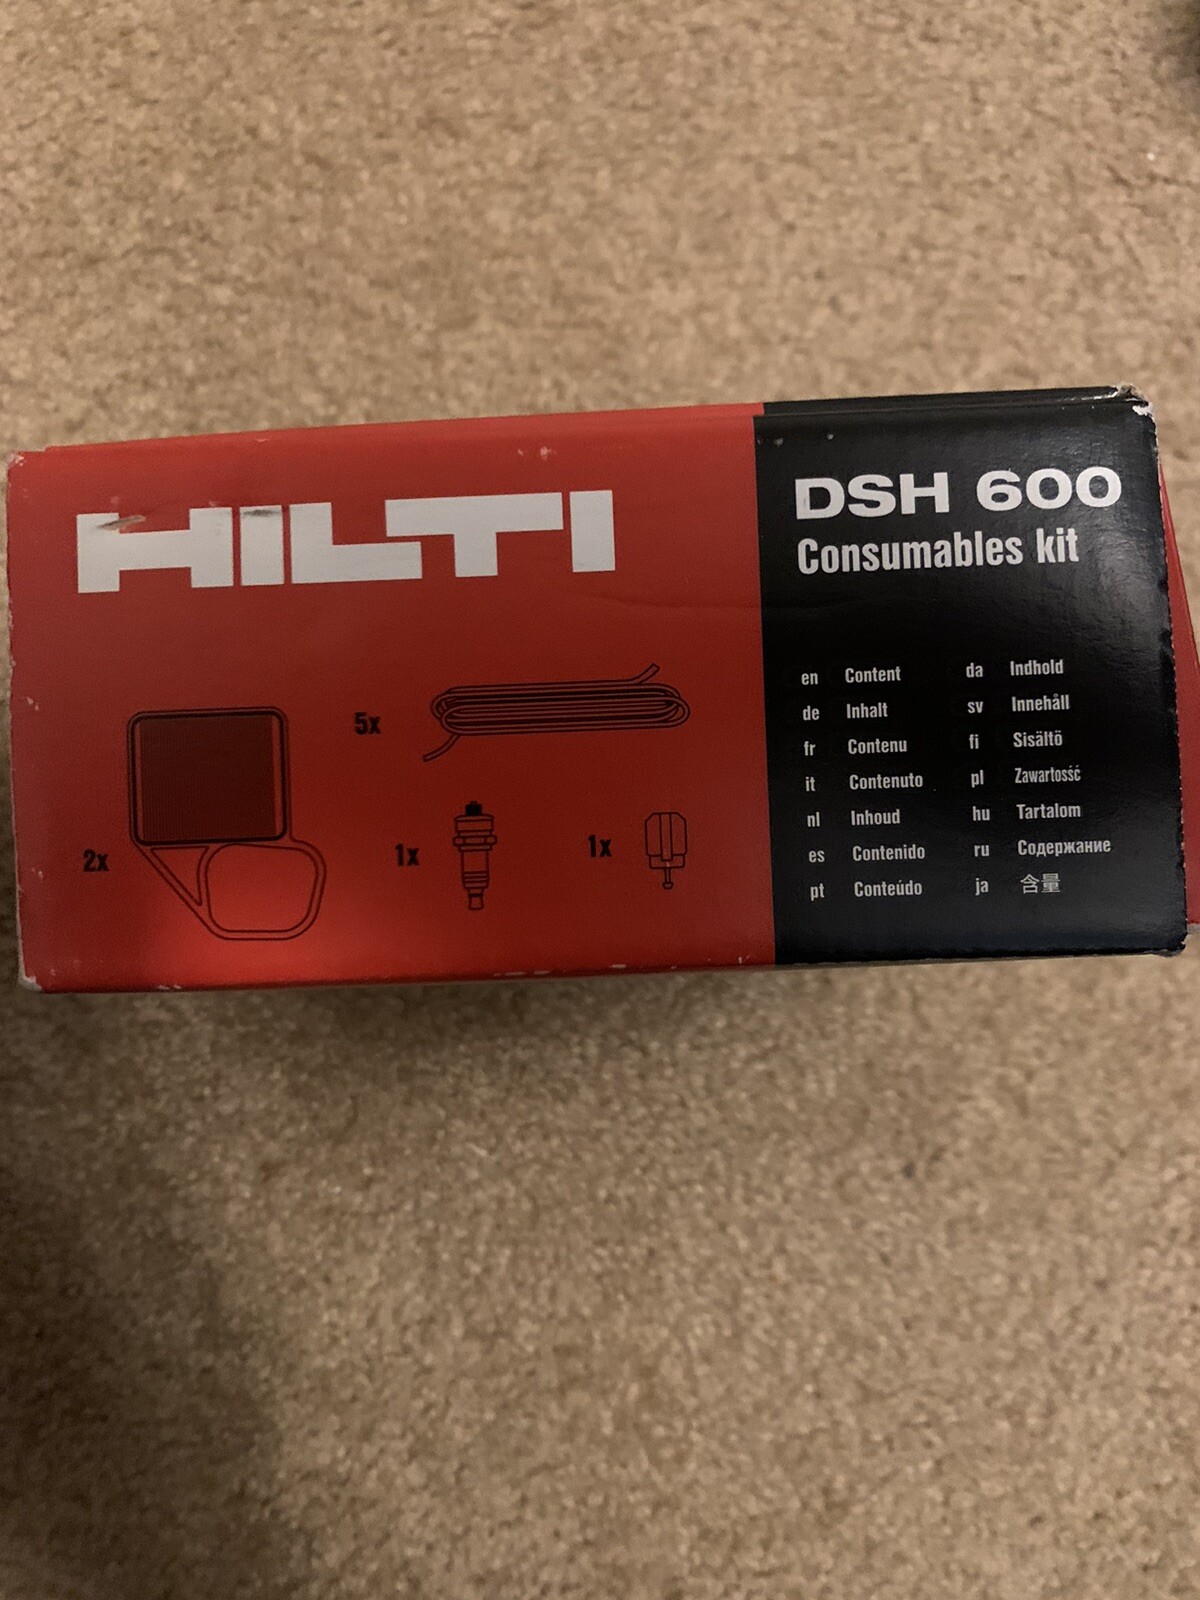 HILTI
DSH 600
Consumables kit
5x
2x
1x
1x
en Content
de Inhalt
fr Contenu
it Contenuto
nl Inhoud
es Contenido
pt Conteúdo
da Indhold
sv Innehåll
fi Sisältö
pl Zawartosść
hu Tartalom
ru Содержание
ja 含量